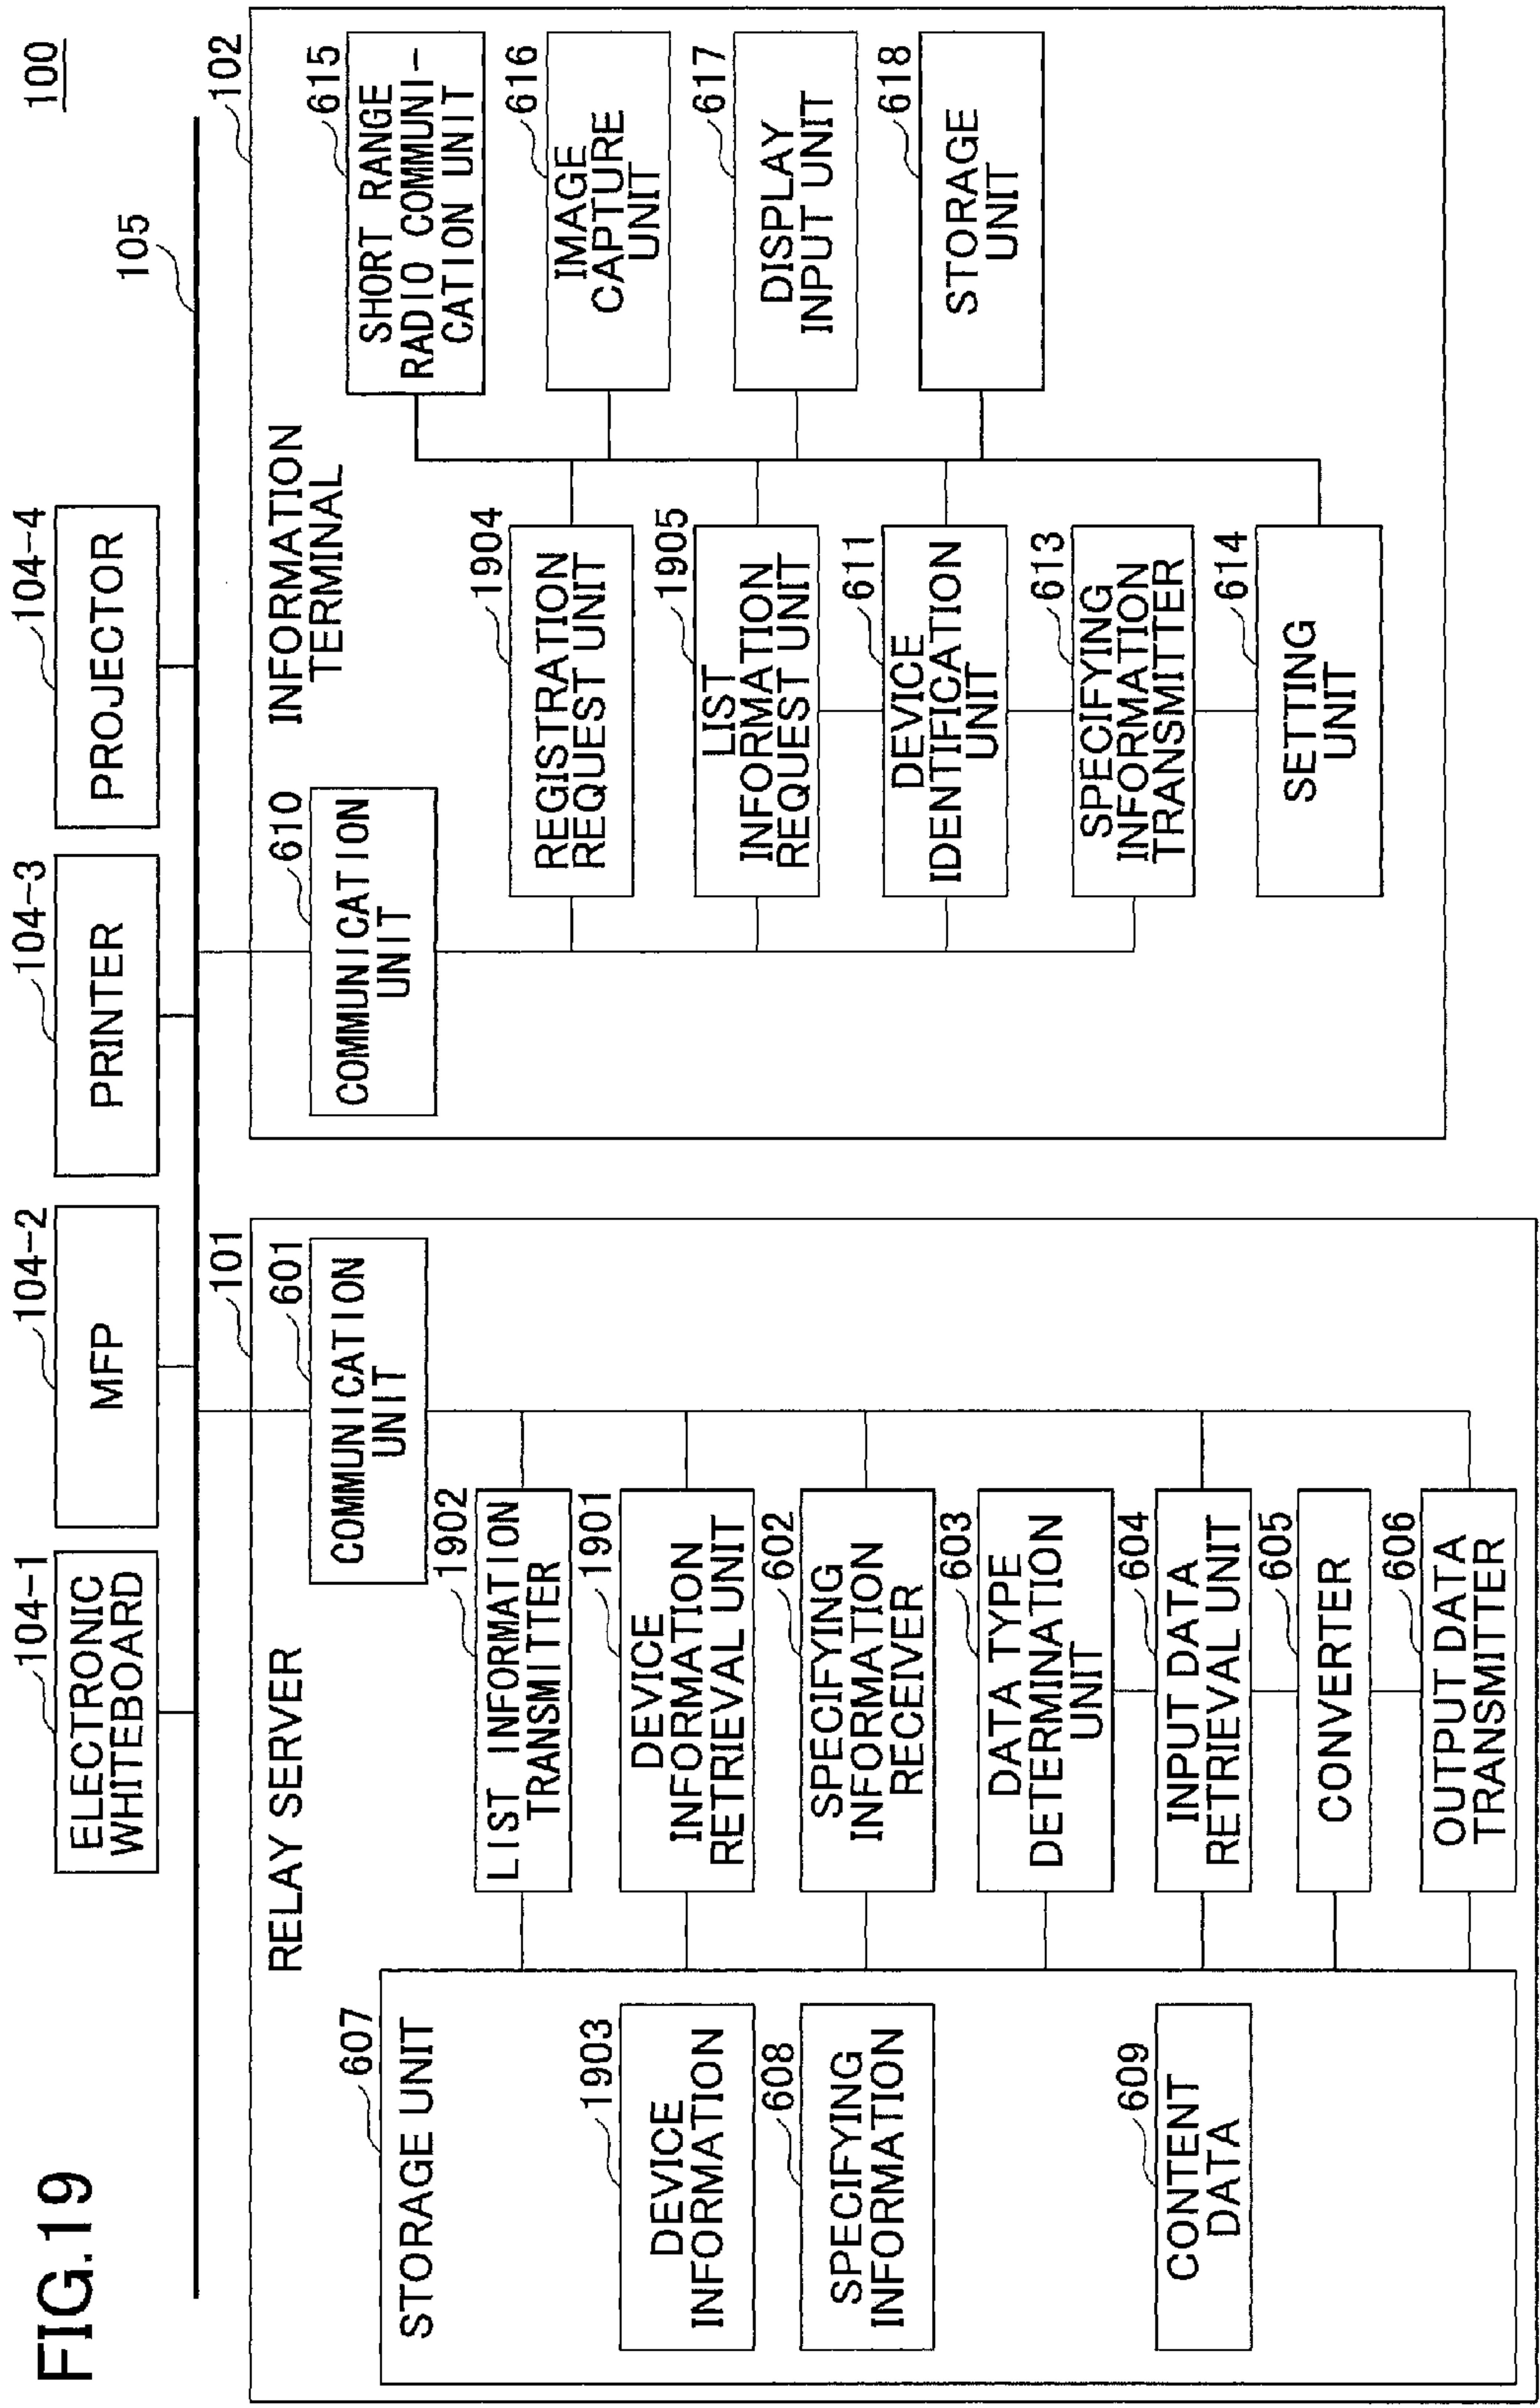 FIG.19
100
104-1
ELECTRONIC
WHITEBOARD
104-2
MFP
104-3
PRINTER
104-4
PROJECTOR
105
101
RELAY SERVER
601
COMMUNICATION
UNIT
607
STORAGE UNIT
1903
DEVICE
INFORMATION
608
SPECIFYING
INFORMATION
609
CONTENT
DATA
1902
LIST INFORMATION
TRANSMITTER
1901
DEVICE
INFORMATION
RETRIEVAL UNIT
602
SPECIFYING
INFORMATION
RECEIVER
603
DATA TYPE
DETERMINATION
UNIT
604
INPUT DATA
RETRIEVAL UNIT
605
CONVERTER
606
OUTPUT DATA
TRANSMITTER
102
INFORMATION
TERMINAL
610
COMMUNICATION
UNIT
1904
REGISTRATION
REQUEST UNIT
1905
LIST
INFORMATION
REQUEST UNIT
611
DEVICE
IDENTIFICATION
UNIT
613
SPECIFYING
INFORMATION
TRANSMITTER
614
SETTING
UNIT
615
SHORT RANGE
RADIO COMMUNI-
CATION UNIT
616
IMAGE
CAPTURE
UNIT
617
DISPLAY
INPUT UNIT
618
STORAGE
UNIT